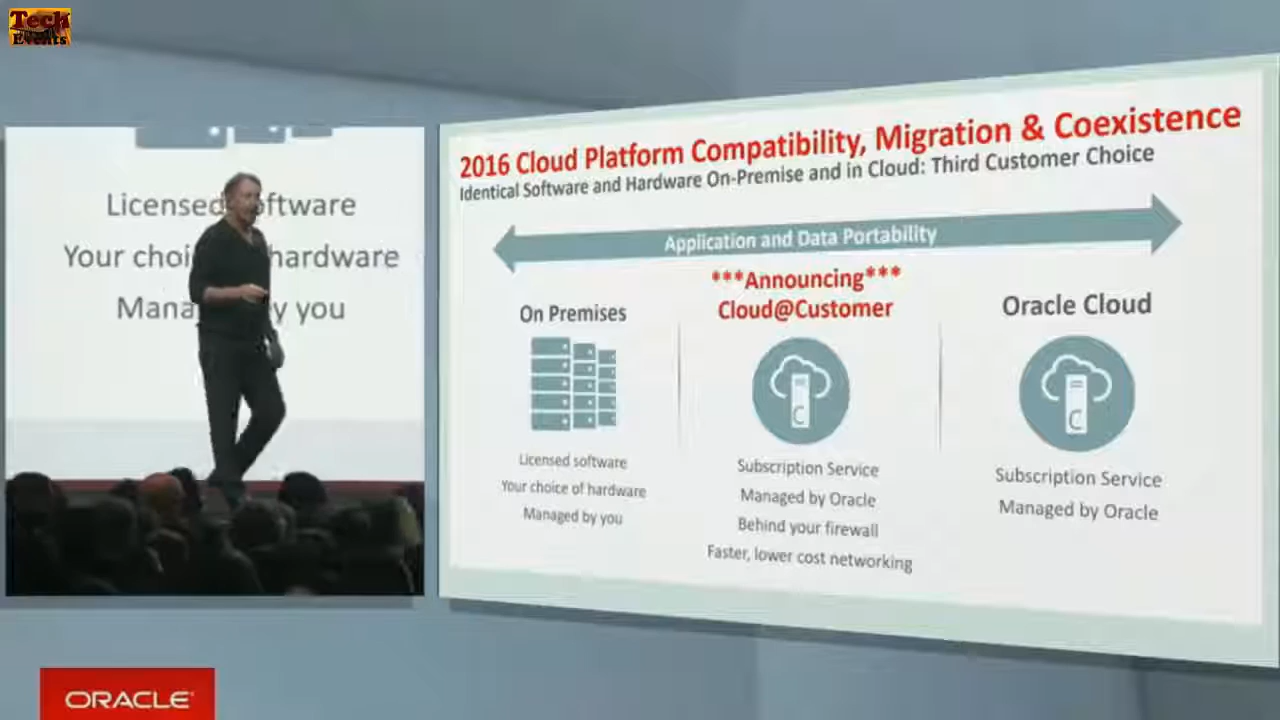 Tech
Events
Licensed software
Your choi hardware
Mana y you
2016 Cloud Platform Compatibility, Migration & Coexistence
Identical Software and Hardware On-Premise and in Cloud: Third Customer Choice
Application and Data Portability
***Announcing***
Cloud@Customer
On Premises
Licensed software
Your choice of hardware
Managed by you
C
Subscription Service
Managed by Oracle
Behind your firewall
Faster, lower cost networking
Oracle Cloud
C
Subscription Service
Managed by Oracle
ORACLE